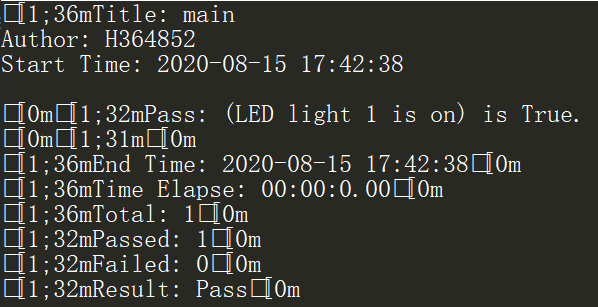 □[1;36mTitle: main
Author: H364852
Start Time: 2020-08-15 17:42:38
□[0m□[1;32mPass: (LED light 1 is on) is True.
□[0m□[1;31m□[0m
□[1;36mEnd Time: 2020-08-15 17:42:38□[0m
□[1;36mTime Elapse: 00:00:0.00□[0m
□[1;36mTotal: 1□[0m
□[1;32mPassed: 1□[0m
□[1;32mFailed: 0□[0m
□[1;32mResult: Pass□[0m